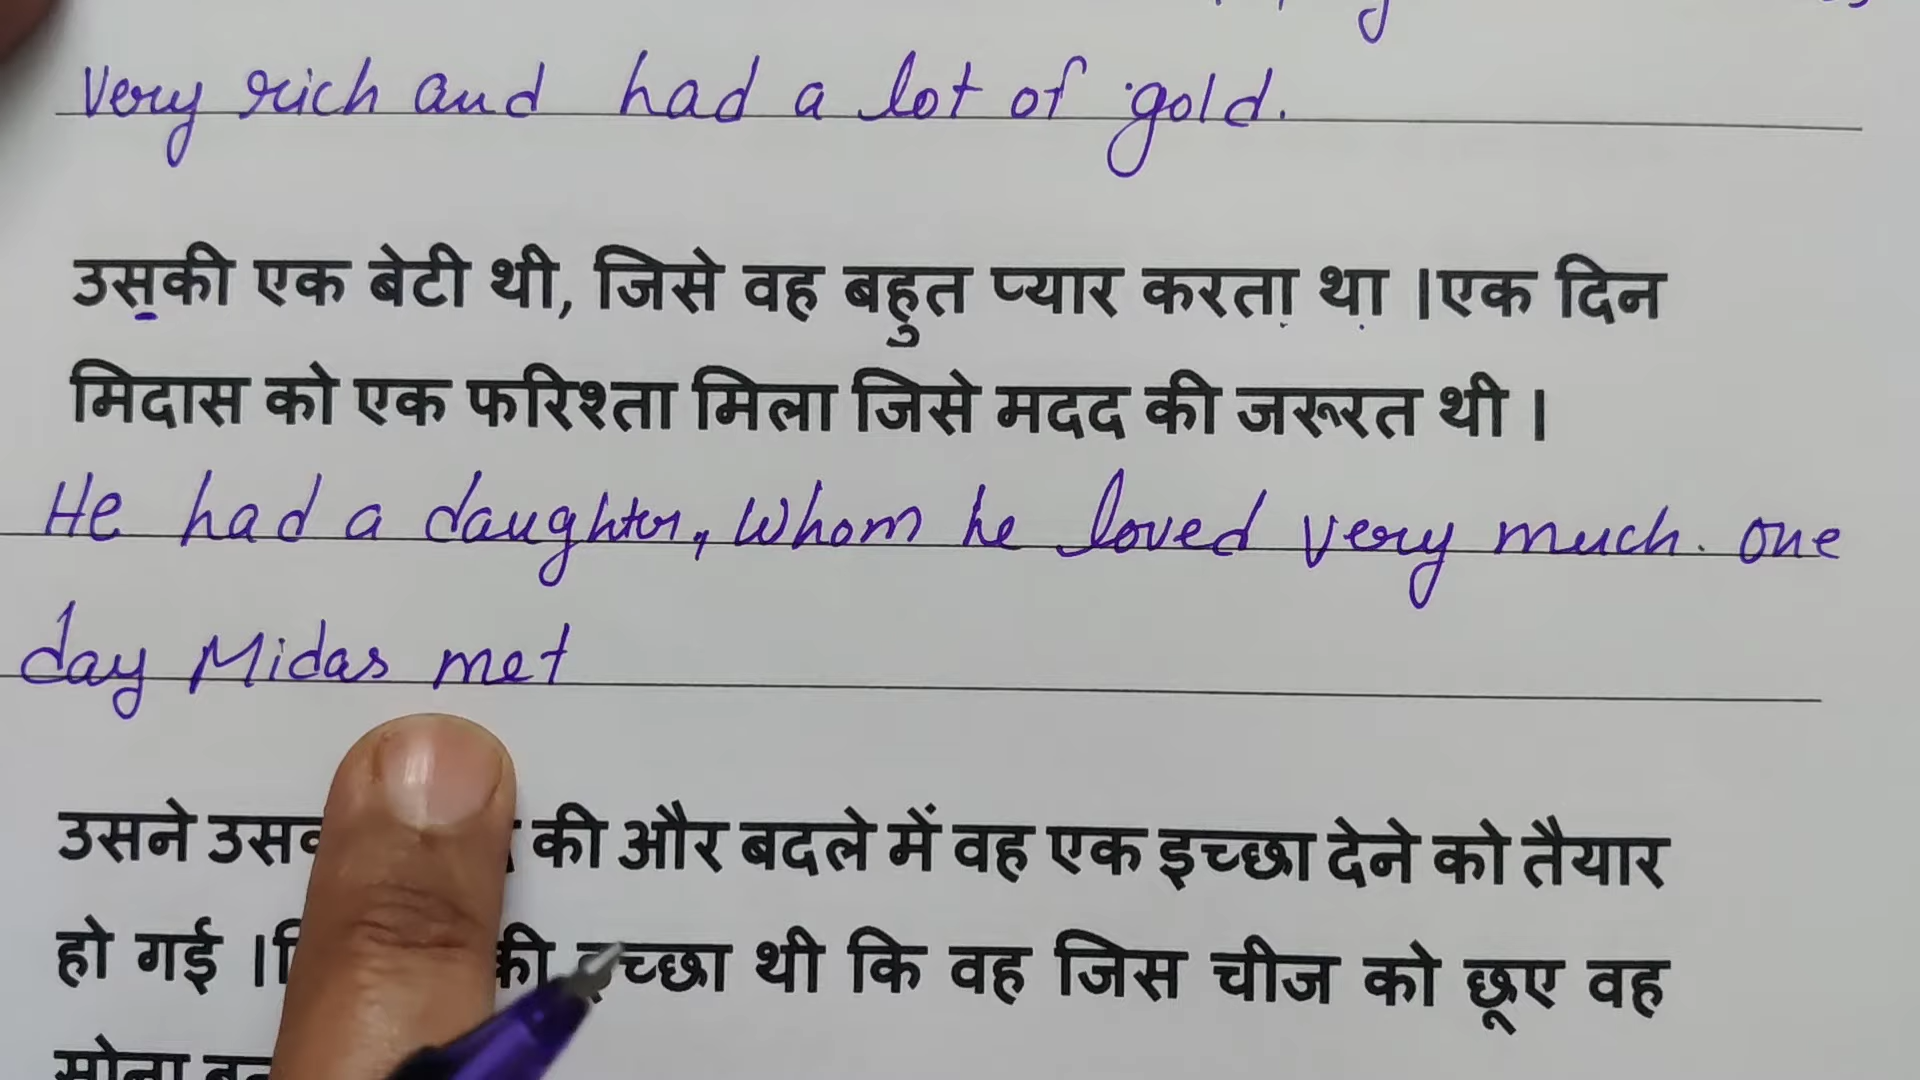 very rich and had a lot of gold.
उसकी एक बेटी थी, जिसे वह बहुत प्यार करता था ।एक दिन
मिदास को एक फरिश्ता मिला जिसे मदद की जरूरत थी ।
He had a daughter, whom he loved very much. one
day Midas met
उसने की और बदले में वह एक इच्छा देने को तैयार
हो गई । की इच्छा थी कि वह जिस चीज को छूए वह
सोना